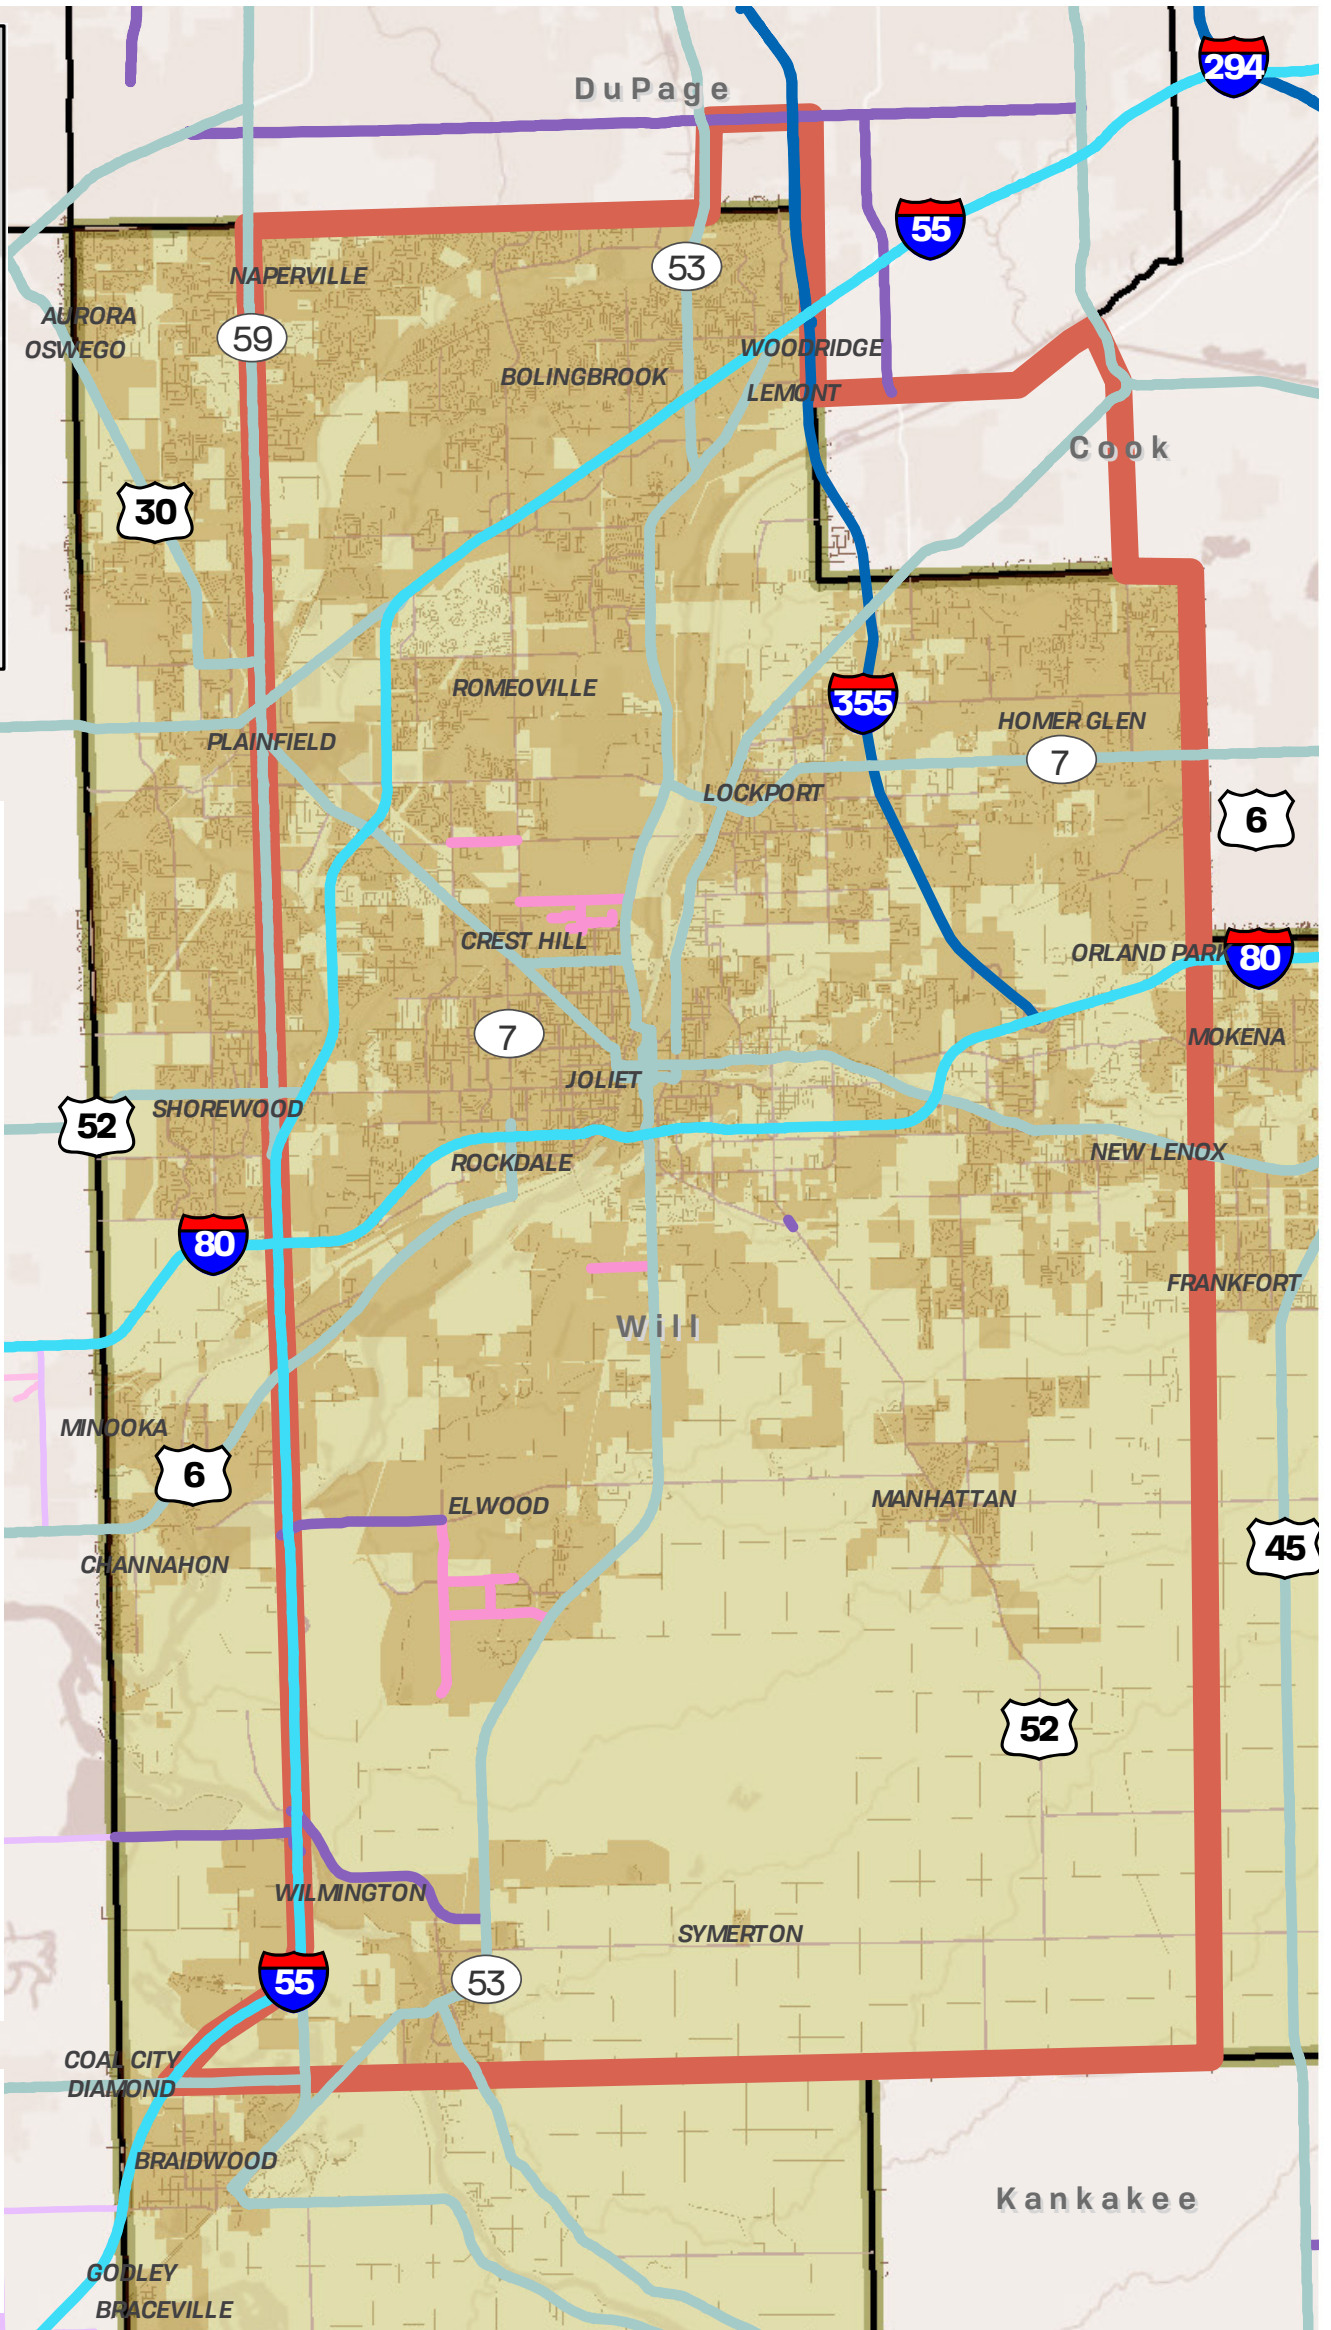 294
DuPage
55
53
NAPERVILLE
AURORA
59
WOODRIDGE
OSWEGO
BOLINGBROOK
LEMONT
Cook
30
ROMEOVILLE
355
HOMER GLEN
PLAINFIELD
7
LOCKPORT
6
CREST HILL
ORLAND PARK
80
7
MOKENA
JOLIET
SHOREWOOD
52
NEW LENOX
ROCKDALE
80
FRANKFORT
Will
MINOOKA
6
MANHATTAN
ELWOOD
45
CHANNAHON
52
WILMINGTON
SYMERTON
55
53
COAL CITY
DIAMOND
BRAIDWOOD
Kankakee
GODLEY
BRACEVILLE